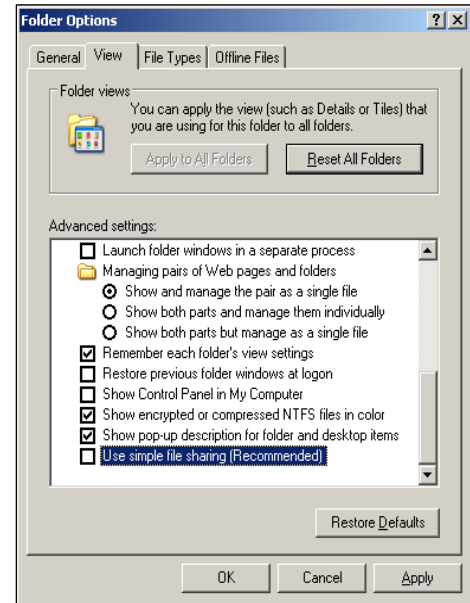 Folder Options
General View File Types Offline Files
Folder views
You can apply the view (such as Details or Tiles) that
you are using for this folder to all folders.
Apply to All Folders Reset All Folders
Advanced settings:
Launch folder windows in a separate process
Managing pairs of Web pages and folders
Show and manage the pair as a single file
Show both parts and manage them individually
Show both parts but manage as a single file
Remember each folder's view settings
Restore previous folder windows at logon
Show Control Panel in My Computer
Show encrypted or compressed NTFS files in color
Show pop-up description for folder and desktop items
Use simple file sharing (Recommended)
Restore Defaults
OK Cancel Apply